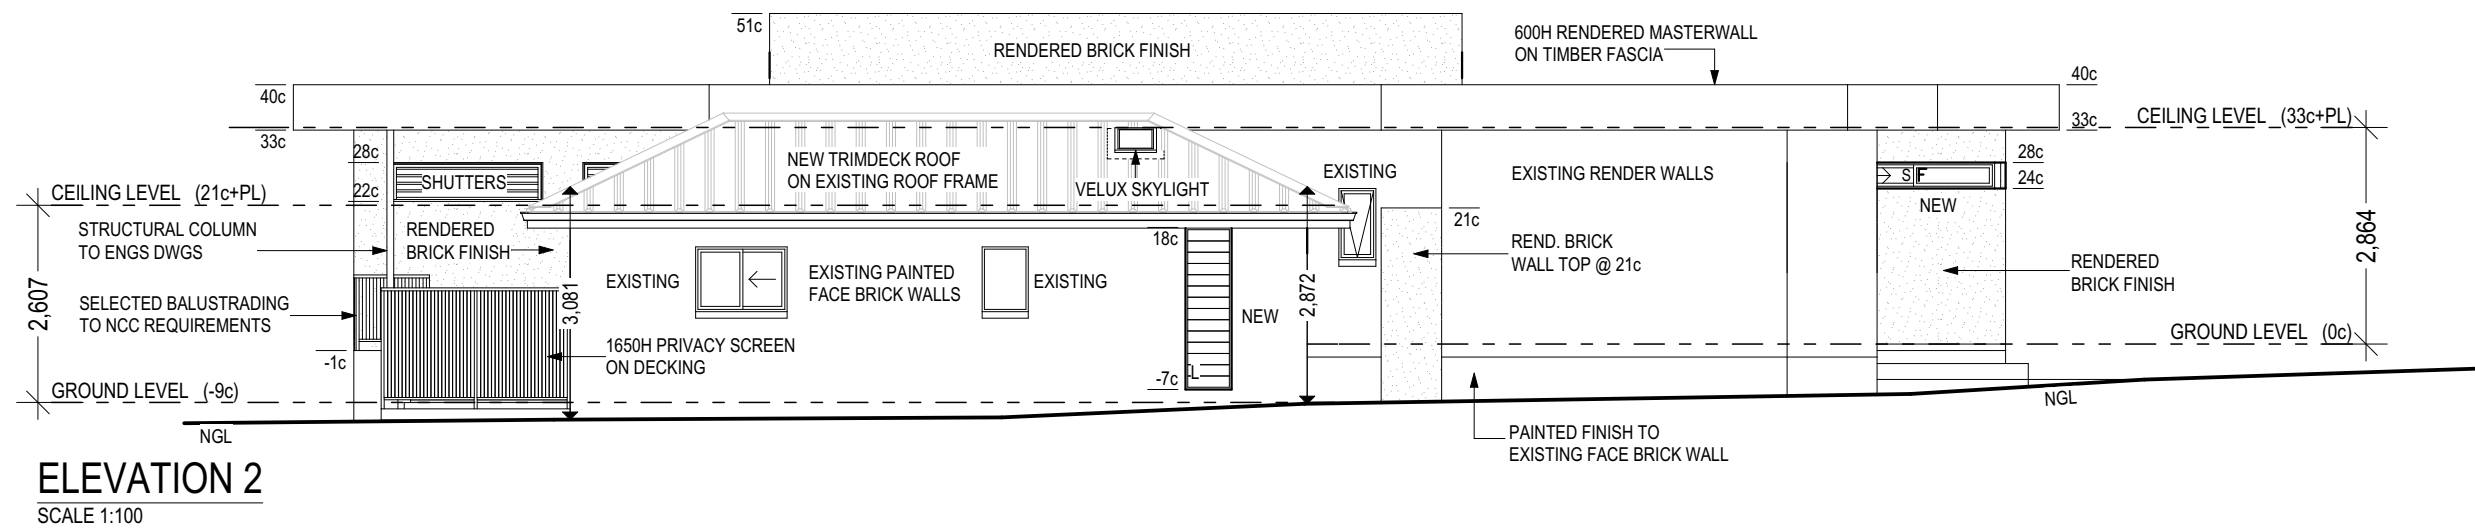 51c
RENDERED BRICK FINISH
600H RENDERED MASTERWALL
ON TIMBER FASCIA
40c
40c
33c
33c
CEILING LEVEL (33c+PL)
28c
22c
SHUTTERS
NEW TRIMDECK ROOF
ON EXISTING ROOF FRAME
VELUX SKYLIGHT
EXISTING
EXISTING RENDER WALLS
28c
24c
S F
NEW
CEILING LEVEL (21c+PL)
STRUCTURAL COLUMN
TO ENGS DWGS
RENDERED
BRICK FINISH
18c
21c
REND. BRICK
WALL TOP @ 21c
2,864
RENDERED
BRICK FINISH
2,607
SELECTED BALUSTRADING
TO NCC REQUIREMENTS
3,081
EXISTING
EXISTING PAINTED
FACE BRICK WALLS
EXISTING
NEW
2,872
GROUND LEVEL (0c)
-1c
1650H PRIVACY SCREEN
ON DECKING
L
-7c
GROUND LEVEL (-9c)
NGL
NGL
PAINTED FINISH TO
EXISTING FACE BRICK WALL
ELEVATION 2
SCALE 1:100